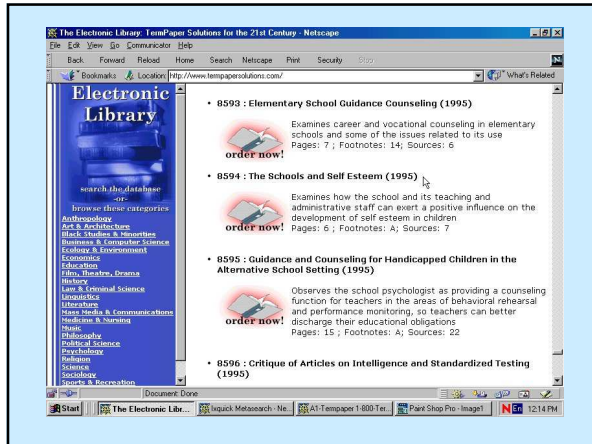 The Electronic Library: TermPaper Solutions for the 21st Century - Netscape
File Edit View Go Communicator Help
Back Forward Reload Home Search Netscape Print Security Stop
Bookmarks Location: http://www.termpapersolutions.com/ What's Related
Electronic
Library
search the database
-or-
browse these categories
Anthropology
Art & Architecture
Black Studies & Minorities
Business & Computer Science
Ecology & Environment
Economics
Education
Film, Theatre, Drama
History
Law & Criminal Science
Linguistics
Literature
Mass Media & Communications
Medicine & Nursing
Music
Philosophy
Political Science
Psychology
Religion
Science
Sociology
Sports & Recreation
• 8593 : Elementary School Guidance Counseling (1995)
order now!
Examines career and vocational counseling in elementary
schools and some of the issues related to its use
Pages: 7 ; Footnotes: 14; Sources: 6
• 8594 : The Schools and Self Esteem (1995)
order now!
Examines how the school and its teaching and
administrative staff can exert a positive influence on the
development of self esteem in children
Pages: 6 ; Footnotes: A; Sources: 7
• 8595 : Guidance and Counseling for Handicapped Children in the
Alternative School Setting (1995)
order now!
Observes the school psychologist as providing a counseling
function for teachers in the areas of behavioral rehearsal
and performance monitoring, so teachers can better
discharge their educational obligations
Pages: 15 ; Footnotes: A; Sources: 22
• 8596 : Critique of Articles on Intelligence and Standardized Testing
(1995)
Document: Done
Start The Electronic Libr... Ixquick Metasearch - Ne... A1-Termpaper 1-800-Ter... Paint Shop Pro - Image1 N En 12:14 PM